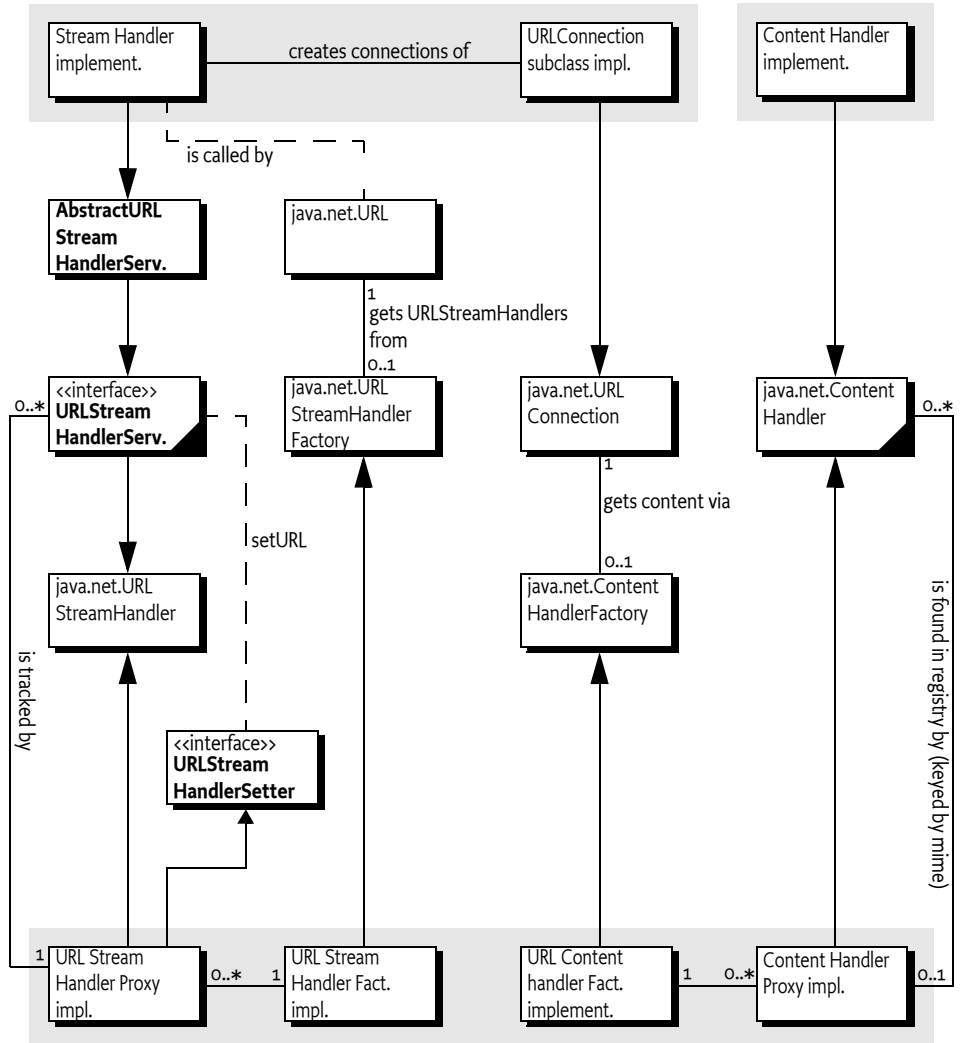 Stream Handler
implement.
creates connections of
URLConnection
subclass impl.
Content Handler
implement.
is called by
AbstractURL
Stream
HandlerServ.
java.net.URL
1
gets URLStreamHandlers
from
0..1
0..*
<<interface>>
URLStream
HandlerServ.
java.net.URL
StreamHandler
Factory
java.net.URL
Connection
java.net.Content
Handler
0..*
1
gets content via
0..1
setURL
java.net.URL
StreamHandler
java.net.Content
HandlerFactory
is tracked by
is found in registry by (keyed by mime)
<<interface>>
URLStream
HandlerSetter
1
URL Stream
Handler Proxy
impl.
0..*
1
URL Stream
Handler Fact.
impl.
URL Content
handler Fact.
implement.
1
0..*
Content Handler
Proxy impl.
0..1